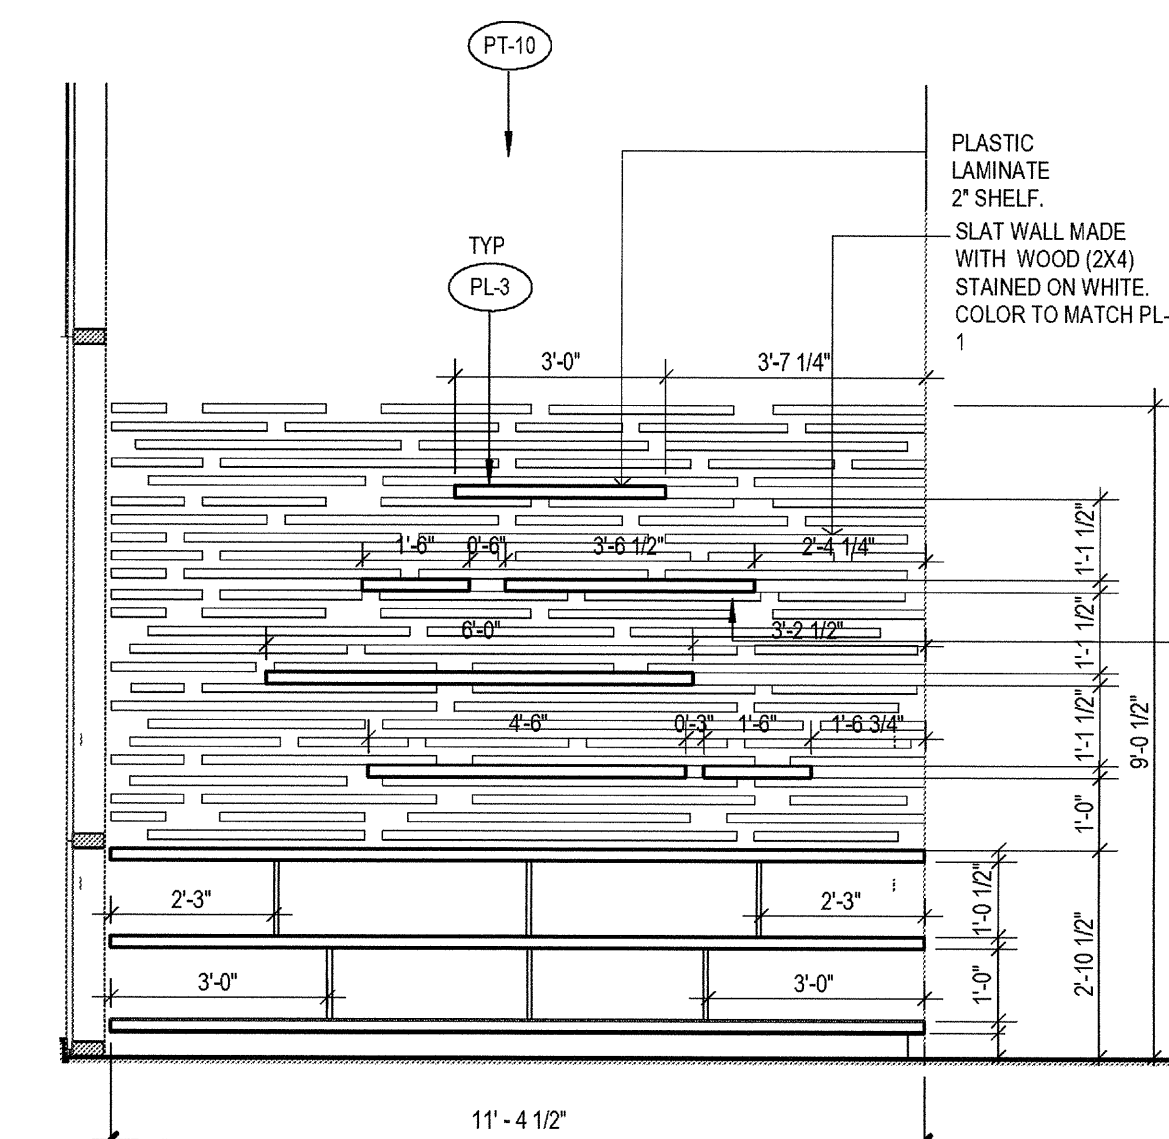 PT-10
PLASTIC
LAMINATE
2" SHELF.
SLAT WALL MADE
WITH WOOD (2X4)
STAINED ON WHITE.
COLOR TO MATCH PL-
1
TYP
PL-3
3'-0"
3'-7 1/4"
1'-6"
0'-6"
3'-6 1/2"
2'-4 1/4"
1'-1 1/2"
6'-0"
3'-2 1/2"
1'-1 1/2"
4'-6"
0'-3"
1'-6"
1'-6 3/4"
1'-1 1/2"
9'-0 1/2"
1'-0"
2'-3"
2'-3"
1'-0 1/2"
2'-10 1/2"
3'-0"
3'-0"
1'-0"
11' - 4 1/2"